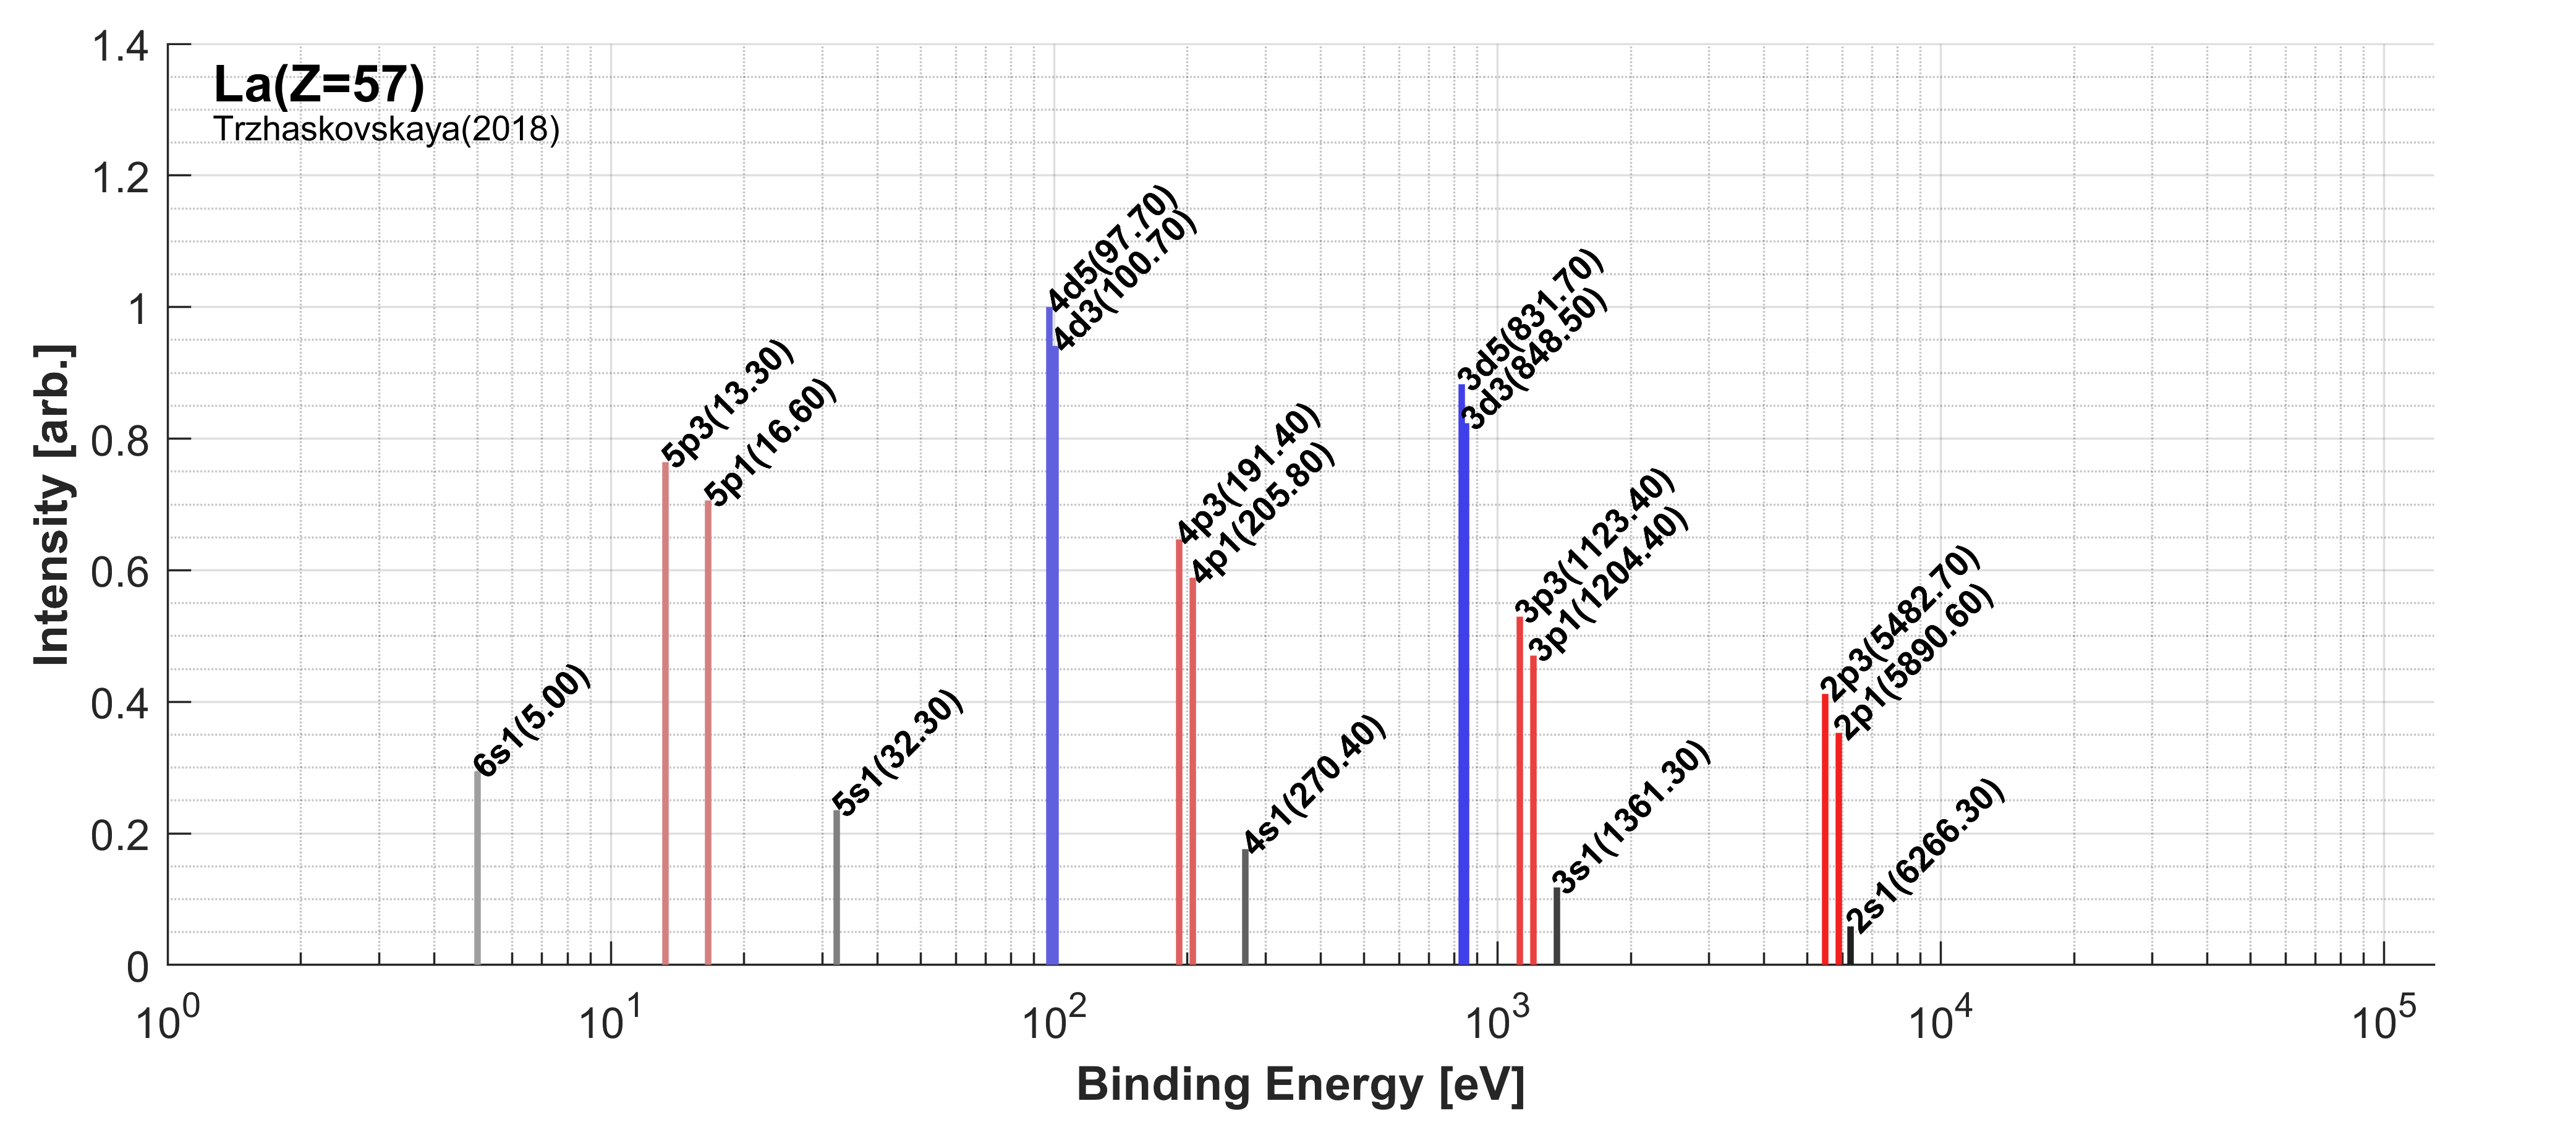 La(Z=57)
Trzhaskovskaya(2018)
Intensity [arb.]
1.4
1.2
1
0.8
0.6
0.4
0.2
0
6s1(5.00)
5p3(13.30)
5p1(16.60)
5s1(32.30)
4d5(97.70)
4d3(100.70)
4p3(191.40)
4p1(205.80)
4s1(270.40)
3d5(831.70)
3d3(848.50)
3p3(1123.40)
3p1(1204.40)
3s1(1361.30)
2p3(5482.70)
2p1(5890.60)
2s1(6266.30)
10^0 10^1 10^2 10^3 10^4 10^5
Binding Energy [eV]